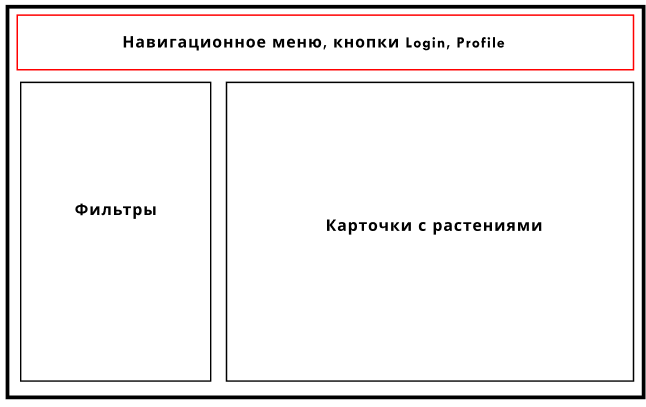 Навигационное меню, кнопки Login, Profile
Фильтры
Карточки с растениями